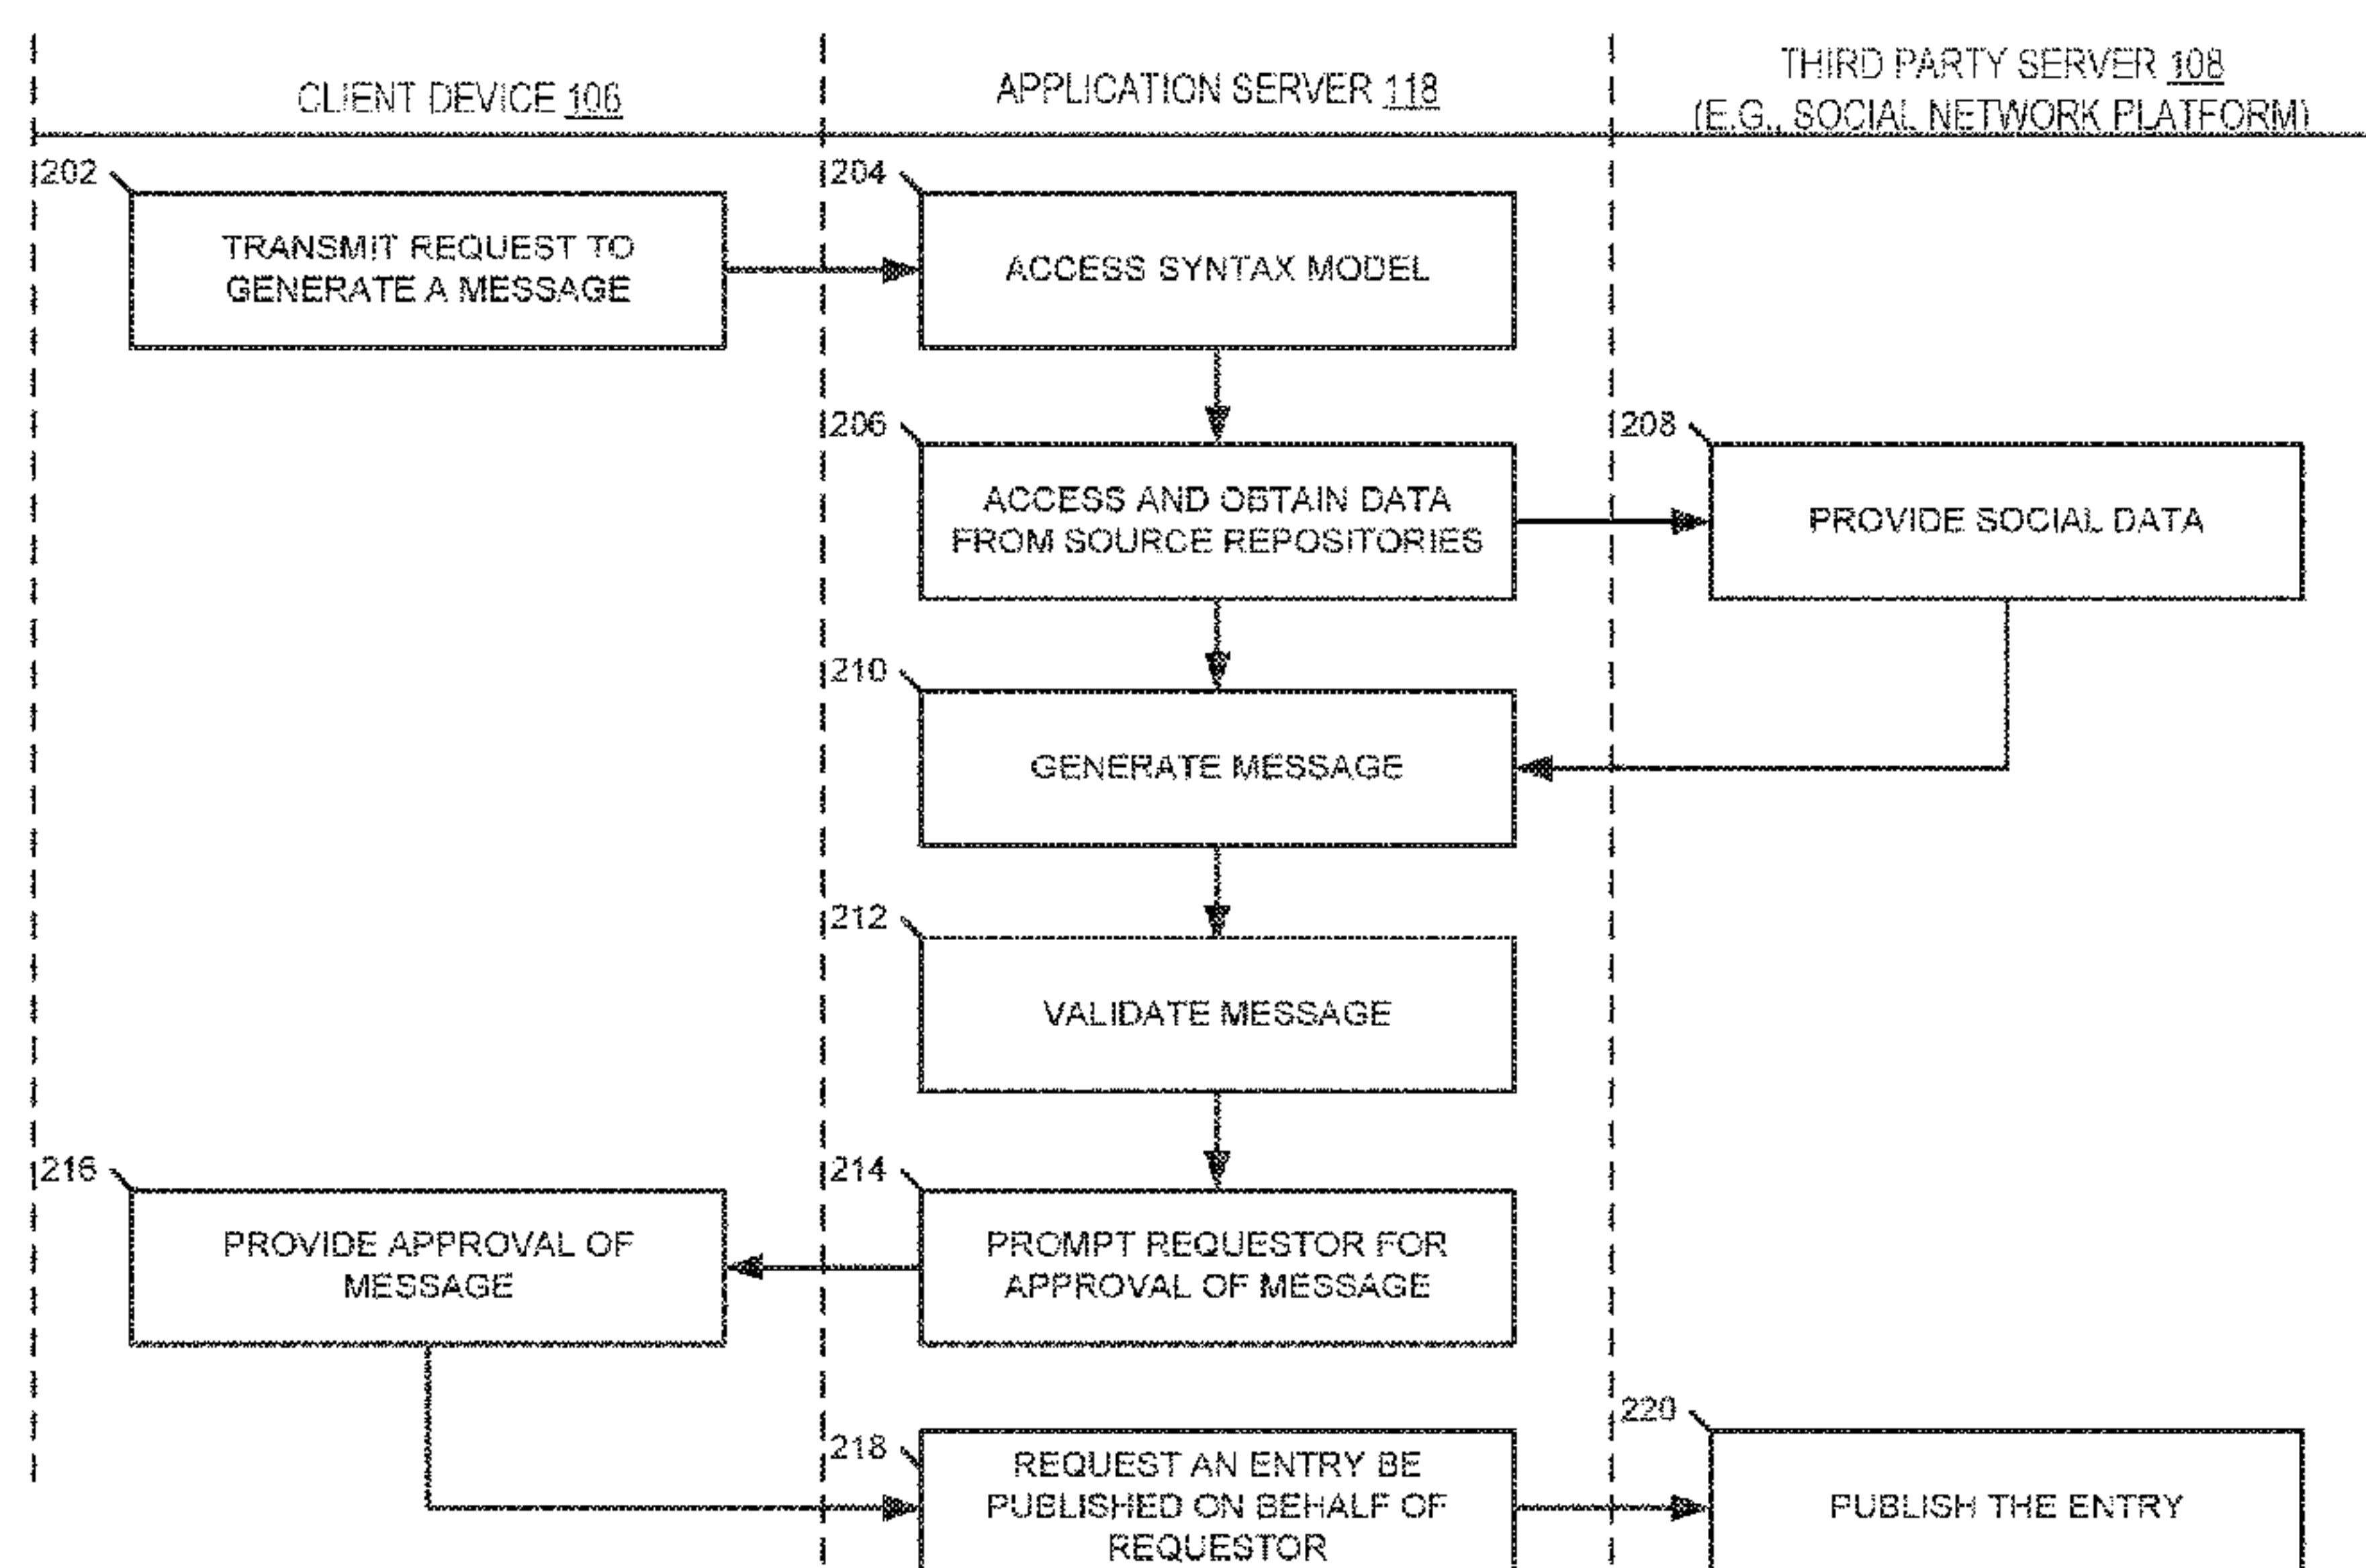 CLIENT DEVICE 106
APPLICATION SERVER 118
THIRD PARTY SERVER 108
(E.G., SOCIAL NETWORK PLATFORM)
202
TRANSMIT REQUEST TO
GENERATE A MESSAGE
204
ACCESS SYNTAX MODEL
206
ACCESS AND OBTAIN DATA
FROM SOURCE REPOSITORIES
208
PROVIDE SOCIAL DATA
210
GENERATE MESSAGE
212
VALIDATE MESSAGE
214
PROMPT REQUESTOR FOR
APPROVAL OF MESSAGE
216
PROVIDE APPROVAL OF
MESSAGE
218
REQUEST AN ENTRY BE
PUBLISHED ON BEHALF OF
REQUESTOR
220
PUBLISH THE ENTRY